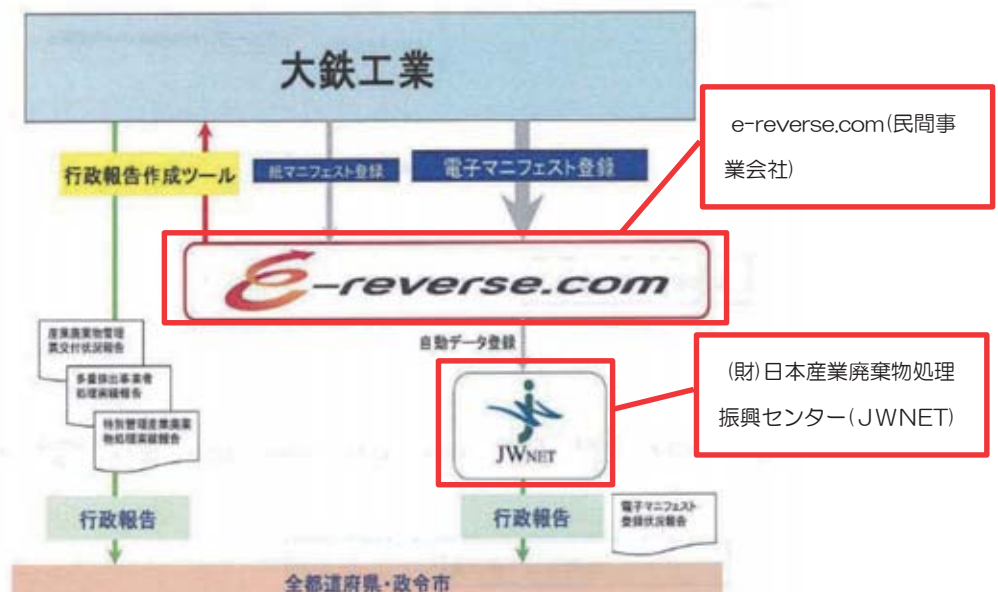 大鉄工業
e-reverse.com(民間事
業会社)
行政報告作成ツール
紙マニフェスト登録
電子マニフェスト登録
e-reverse.com
自動データ登録
産業廃棄物管理
票交付状況報告
多量排出事業者
処理実績報告
特別管理産業廃棄
物処理実績報告
(財)日本産業廃棄物処理
振興センター(JWNET)
JWNET
行政報告
行政報告
電子マニフェスト
登録状況報告
全都道府県・政令市